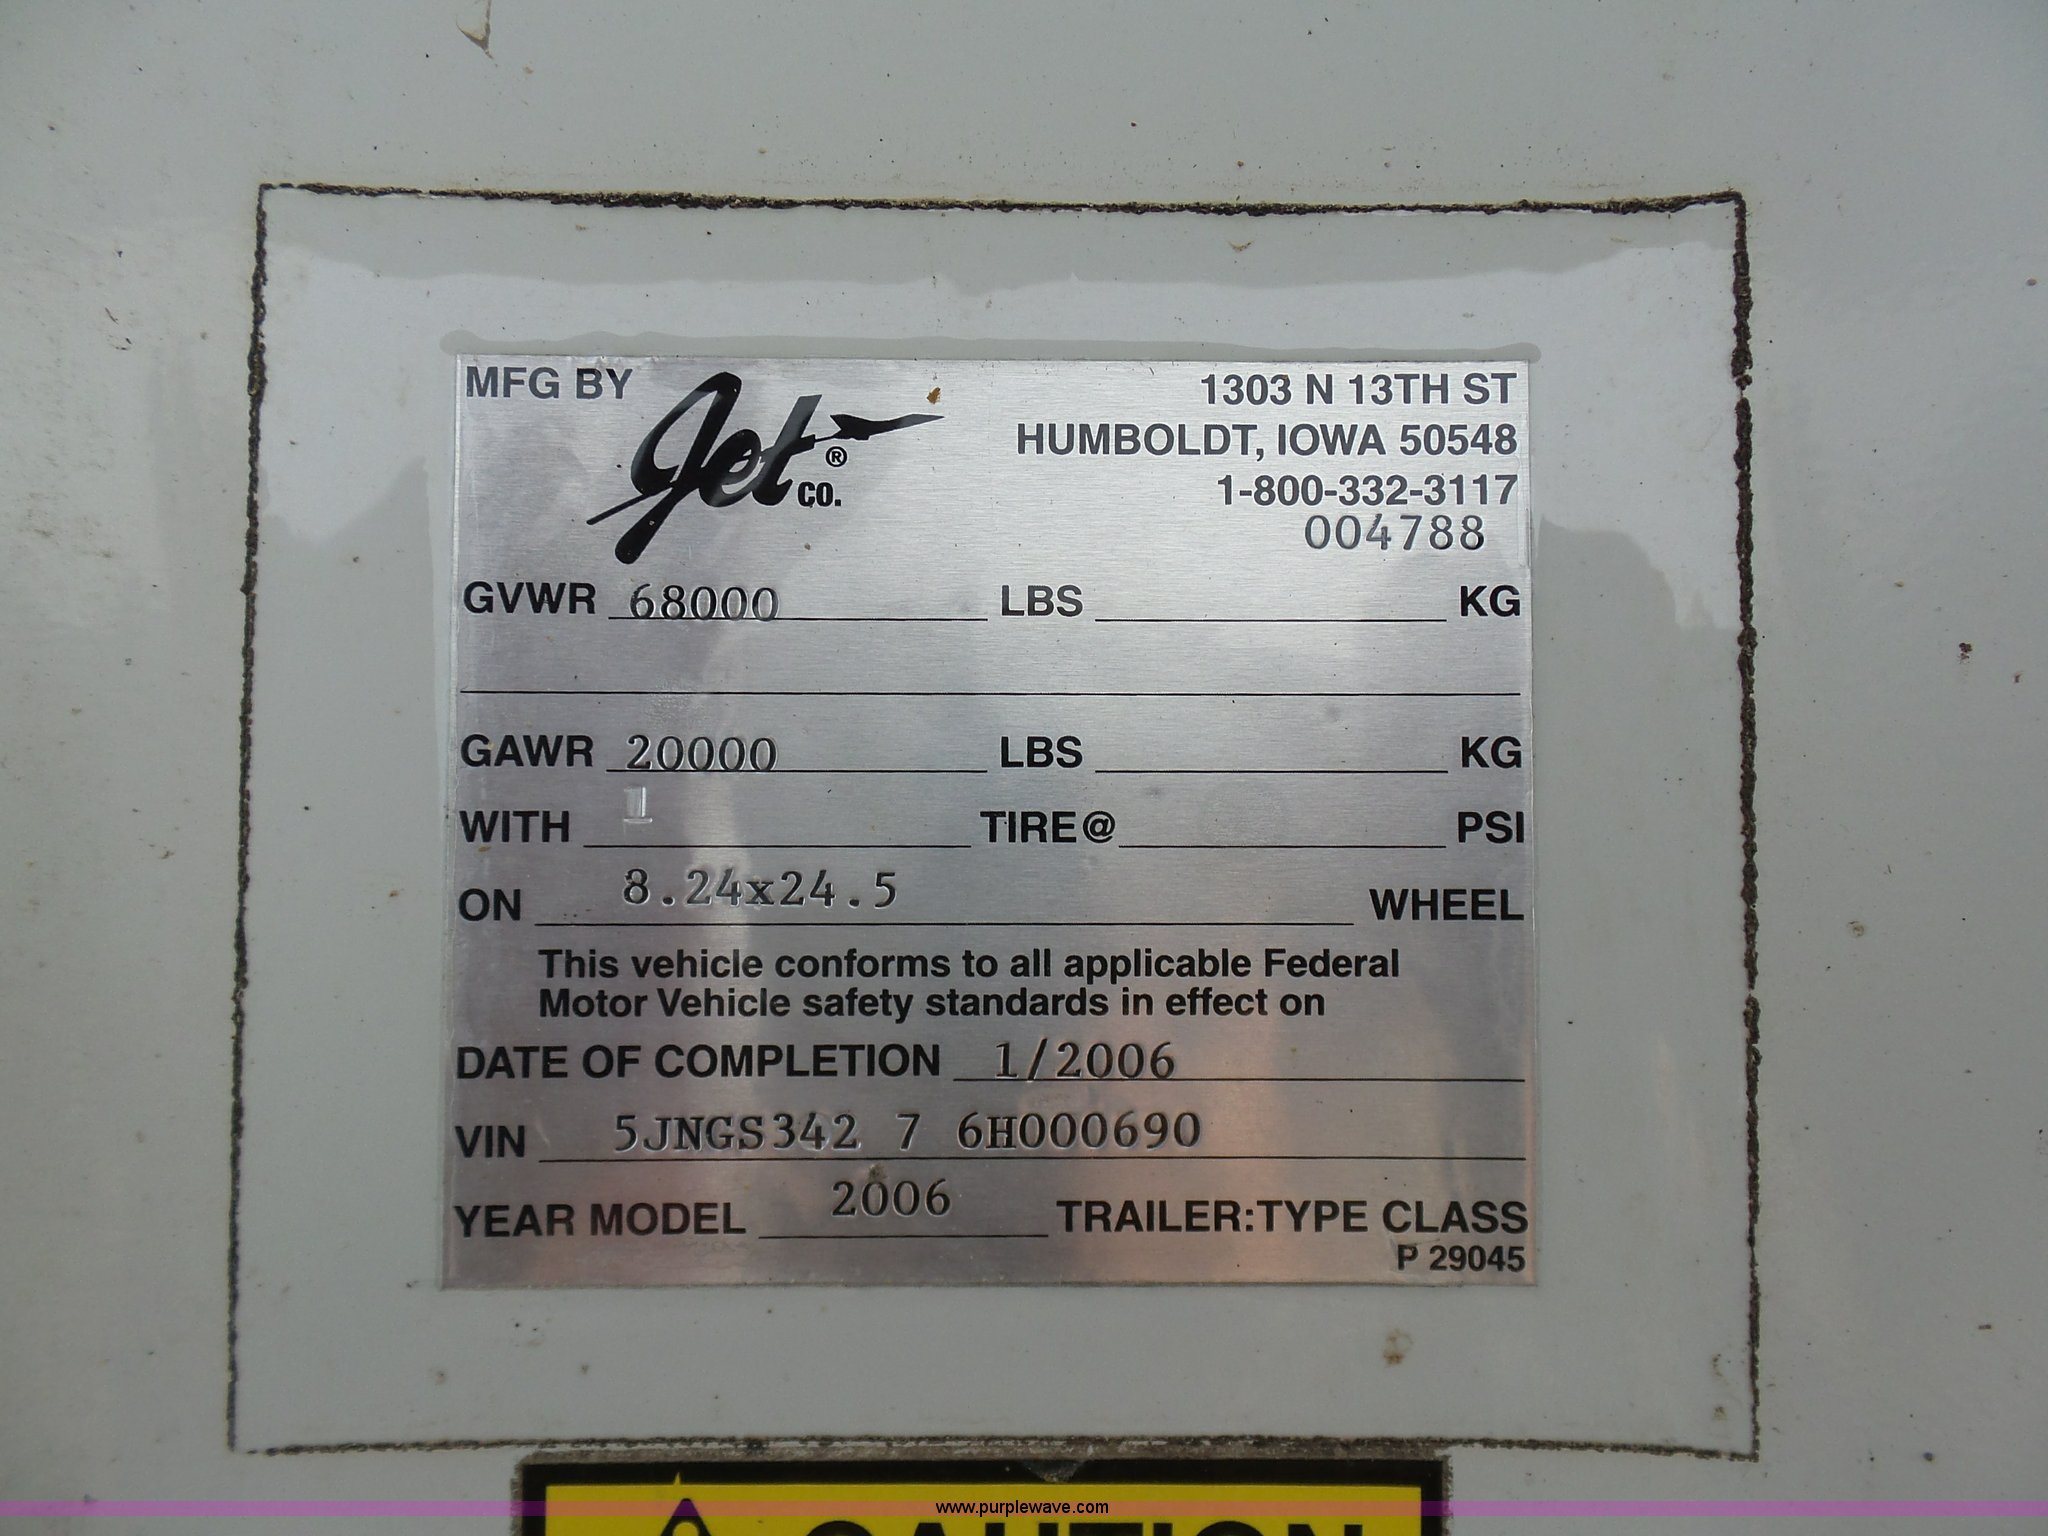 MFG BY Jet® CO.
1303 N 13TH ST
HUMBOLDT, IOWA 50548
1-800-332-3117
004788
GVWR 68000 LBS KG
GAWR 20000 LBS KG
WITH 1 TIRE@ PSI
ON 8.24x24.5 WHEEL
This vehicle conforms to all applicable Federal
Motor Vehicle safety standards in effect on
DATE OF COMPLETION 1/2006
VIN 5JNGS342 7 6H000690
YEAR MODEL 2006 TRAILER:TYPE CLASS
P 29045
www.purplewave.com
CAUTION